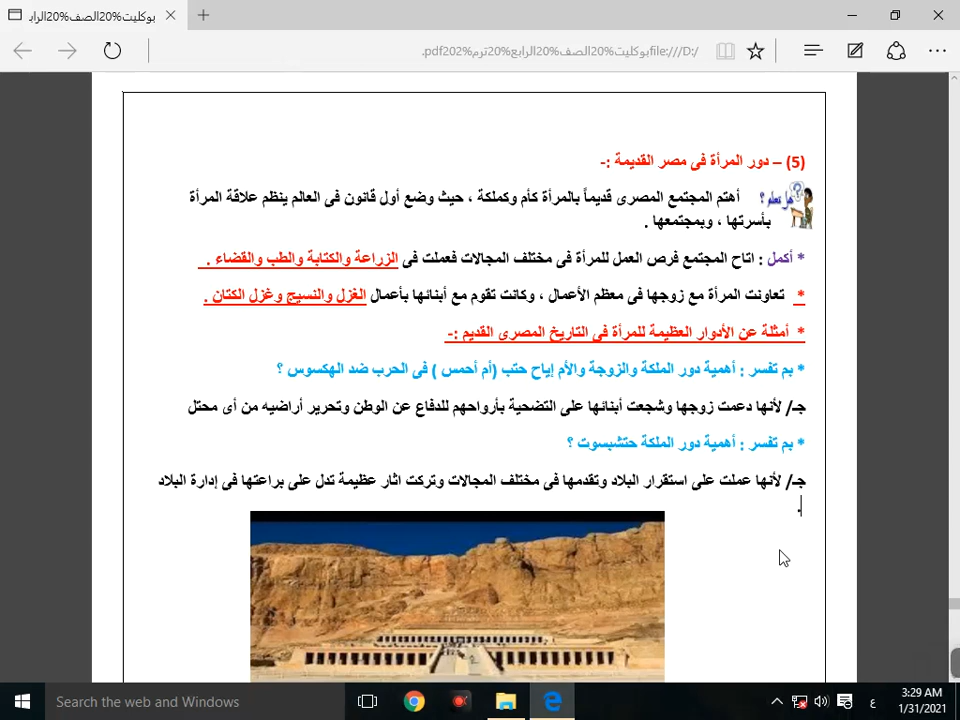 بوكليت%20الصف%20الراب
file:///D:/بوكليت%20الصف%20الرابع%20ترم%202.pdf
(5) – دور المرأة فى مصر القديمة :-
هل تعلم ؟
أهتم المجتمع المصرى قديماً بالمرأة كأم وكملكة ، حيث وضع أول قانون فى العالم ينظم علاقة المرأة
بأسرتها ، وبمجتمعها .
* أكمل : اتاح المجتمع فرص العمل للمرأة فى مختلف المجالات فعملت فى الزراعة والكتابة والطب والقضاء .
* تعاونت المرأة مع زوجها فى معظم الأعمال ، وكانت تقوم مع أبنائها بأعمال الغزل والنسيج وغزل الكتان .
* أمثلة عن الأدوار العظيمة للمرأة فى التاريخ المصرى القديم :-
* بم تفسر : أهمية دور الملكة والزوجة والأم إياح حتب (أم أحمس ) فى الحرب ضد الهكسوس ؟
جـ/ لأنها دعمت زوجها وشجعت أبنائها على التضحية بأرواحهم للدفاع عن الوطن وتحرير أراضيه من أى محتل
* بم تفسر : أهمية دور الملكة حتشبسوت ؟
جـ/ لأنها عملت على استقرار البلاد وتقدمها فى مختلف المجالات وتركت اثار عظيمة تدل على براعتها فى إدارة البلاد
.
Search the web and Windows
ع
3:29 AM
1/31/2021